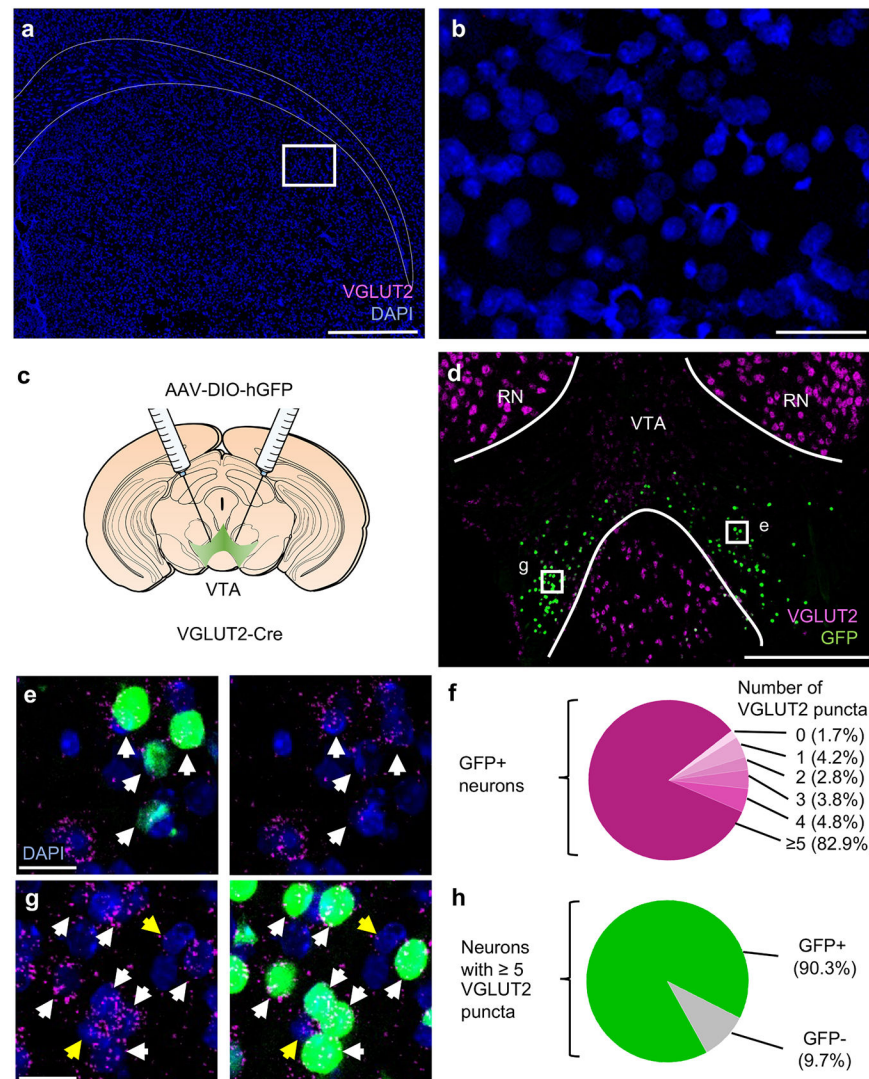 a
VGLUT2
DAPI
b
c
AAV-DIO-hGFP
VTA
VGLUT2-Cre
d
RN
RN
VTA
e
g
VGLUT2
GFP
e
DAPI
f
GFP+
neurons
Number of
VGLUT2 puncta
0 (1.7%)
1 (4.2%)
2 (2.8%)
3 (3.8%)
4 (4.8%)
≥5 (82.9%
g
h
Neurons
with ≥ 5
VGLUT2
puncta
GFP+
(90.3%)
GFP-
(9.7%)